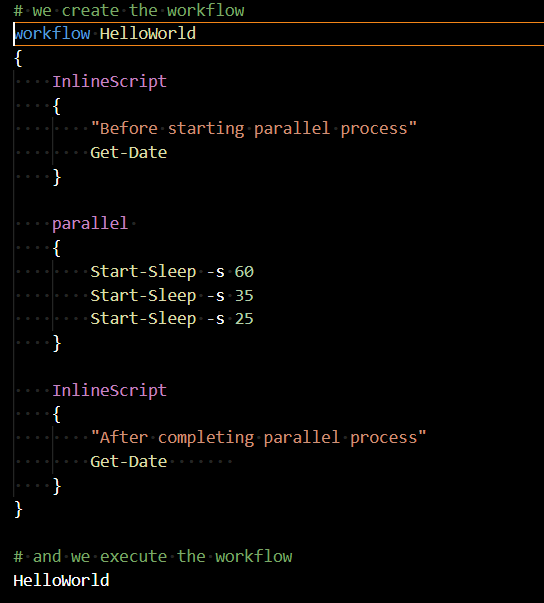 # we create the workflow
workflow HelloWorld
{
    InlineScript
    {
        "Before starting parallel process"
        Get-Date
    }

    parallel
    {
        Start-Sleep -s 60
        Start-Sleep -s 35
        Start-Sleep -s 25
    }

    InlineScript
    {
        "After completing parallel process"
        Get-Date
    }
}

# and we execute the workflow
HelloWorld